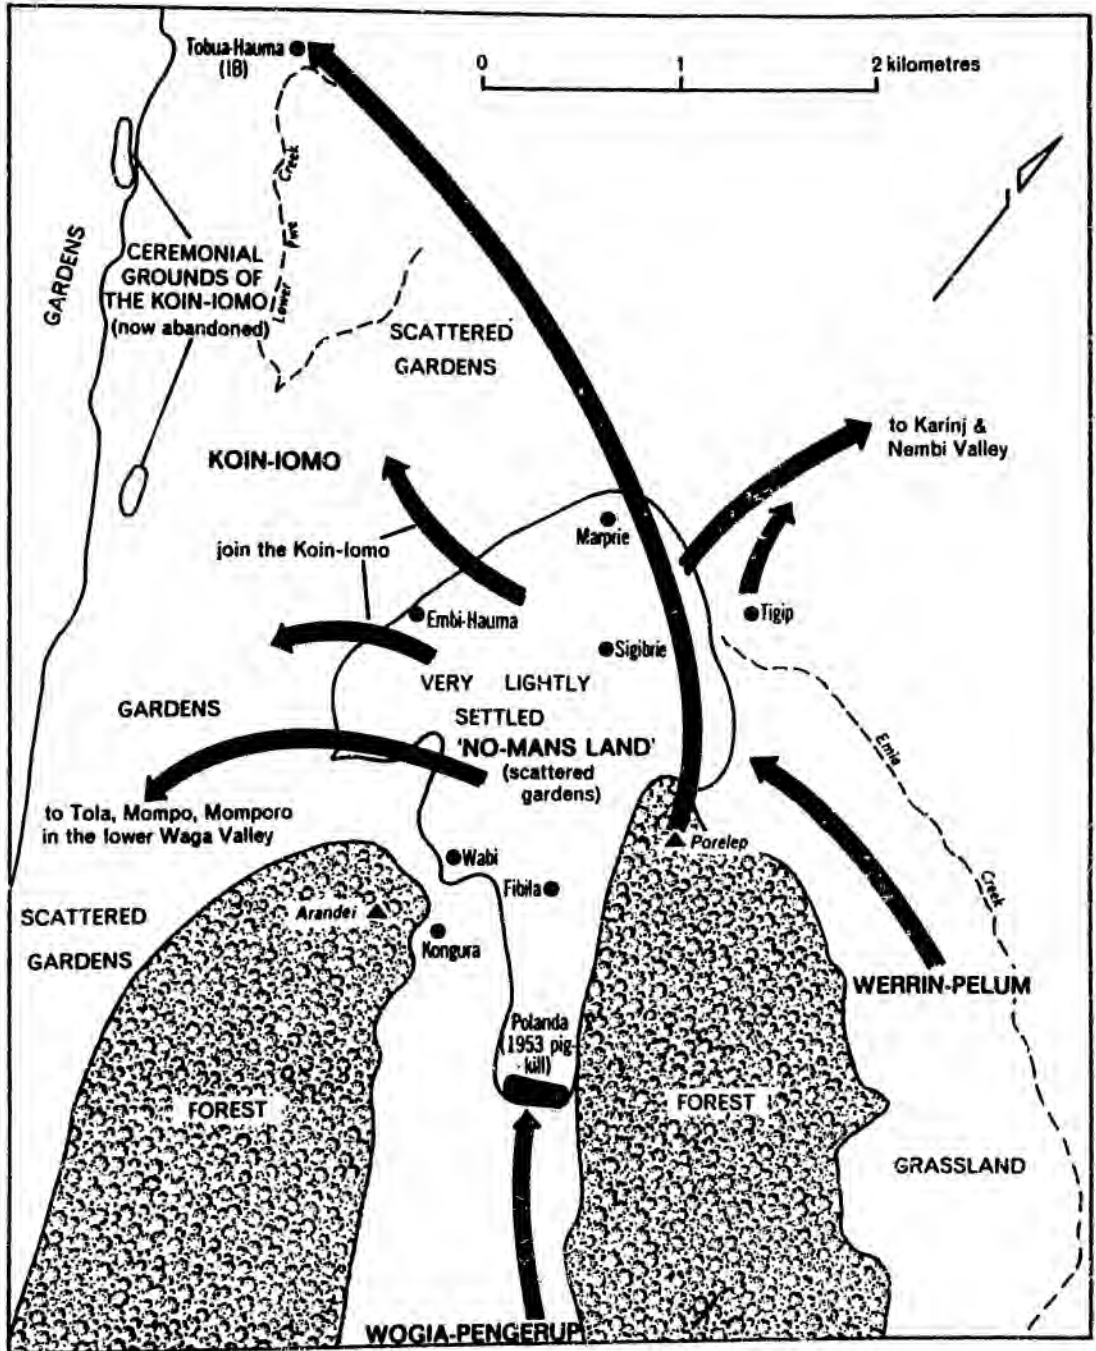 Tobua-Hauma
(1B)
0 1 2 kilometres
Lower Fwe Creek
GARDENS
CEREMONIAL
GROUNDS OF
THE KOIN-IOMO
(now abandoned)
SCATTERED
GARDENS
to Karinj &
Nembi Valley
KOIN-IOMO
Marprie
join the Koin-Iomo
Embi-Hauma
Tigip
Sigibrie
VERY LIGHTLY
SETTLED
'NO-MANS LAND'
(scattered
gardens)
GARDENS
Emia Creek
to Tola, Mompo, Momporo
in the lower Waga Valley
Porelep
Wabi
Fibila
SCATTERED
GARDENS
Arandei
Kongura
WERRIN-PELUM
Polanda
(1953 pig-
kill)
FOREST
FOREST
GRASSLAND
WOGIA-PENGERUP